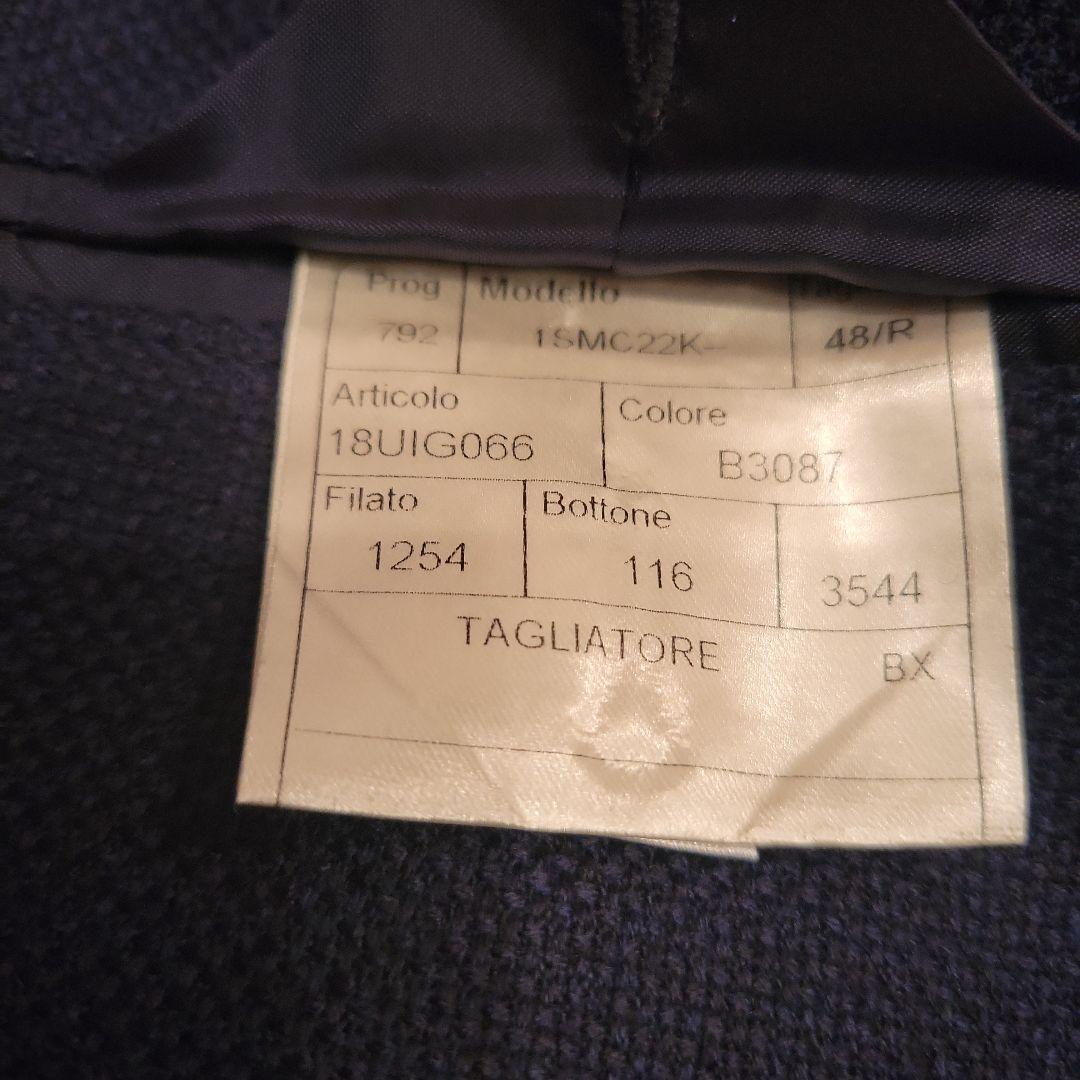 Prog Modello
792 1SMC22K-- 48/R
Articolo Colore
18UIG066 B3087
Filato Bottone
1254 116 3544
TAGLIATORE BX